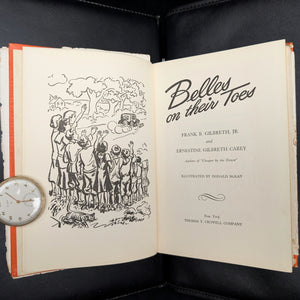 Belles
on their Toes
FRANK B. GILBRETH, JR.
and
ERNESTINE GILBRETH CAREY
Authors of "Cheaper by the Dozen"
ILLUSTRATED BY DONALD McKAY
New York
THOMAS Y. CROWELL COMPANY